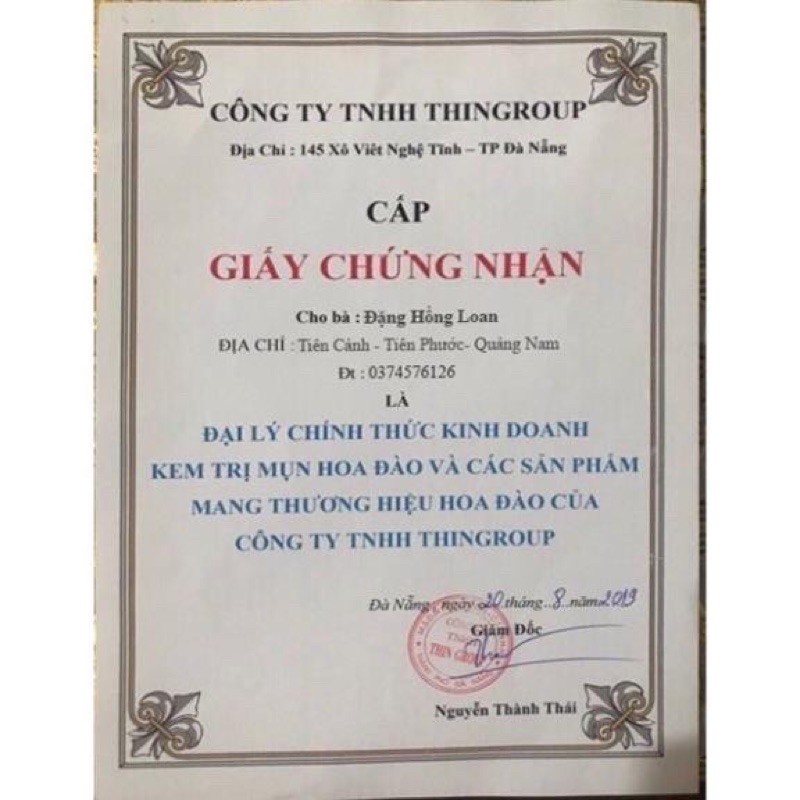 CÔNG TY TNHH THINGROUP
Địa Chỉ : 145 Xô Viêt Nghệ Tĩnh – TP Đà Nẵng
CẤP
GIẤY CHỨNG NHẬN
Cho bà : Đặng Hồng Loan
ĐỊA CHỈ : Tiên Cảnh - Tiên Phước- Quảng Nam
Đt : 0374576126
LÀ
ĐẠI LÝ CHÍNH THỨC KINH DOANH
KEM TRỊ MỤN HOA ĐÀO VÀ CÁC SẢN PHẨM
MANG THƯƠNG HIỆU HOA ĐÀO CỦA
CÔNG TY TNHH THINGROUP
Đà Nẵng, ngày 20 tháng 8 năm 2019
Giám Đốc
THIN GROUP
Nguyễn Thành Thái